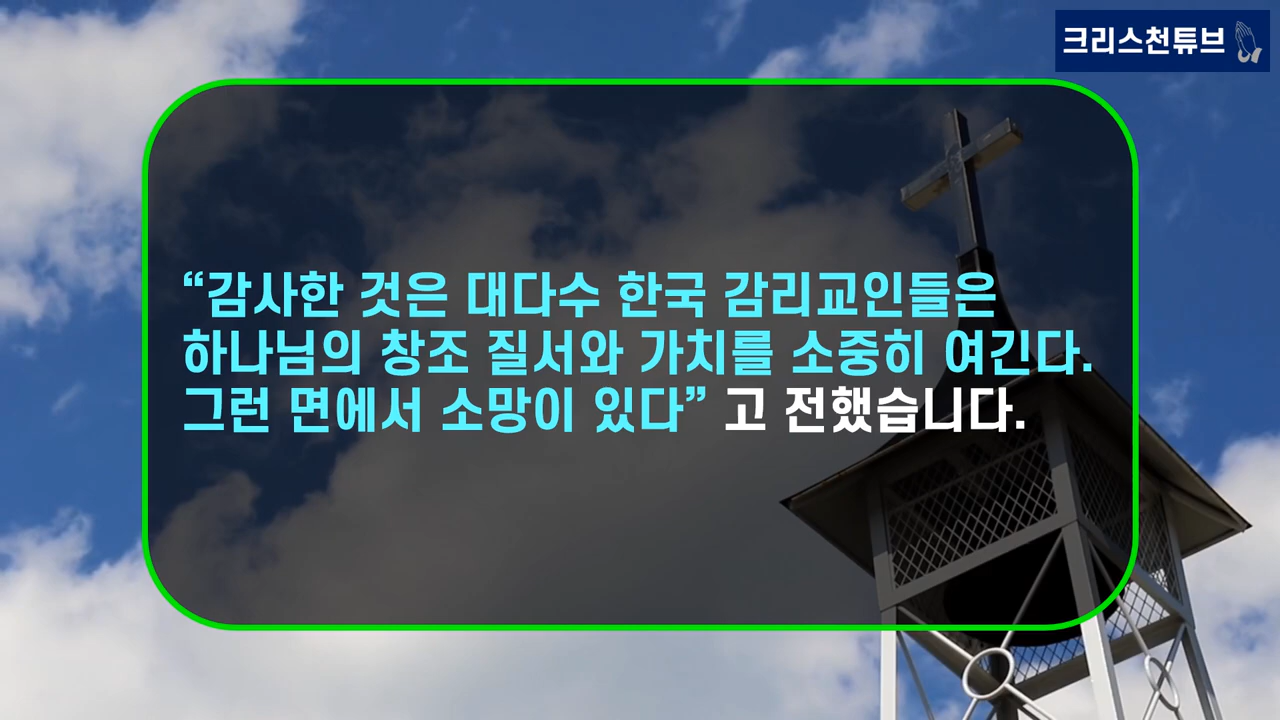 크리스천튜브
“감사한 것은 대다수 한국 감리교인들은
하나님의 창조 질서와 가치를 소중히 여긴다.
그런 면에서 소망이 있다” 고 전했습니다.